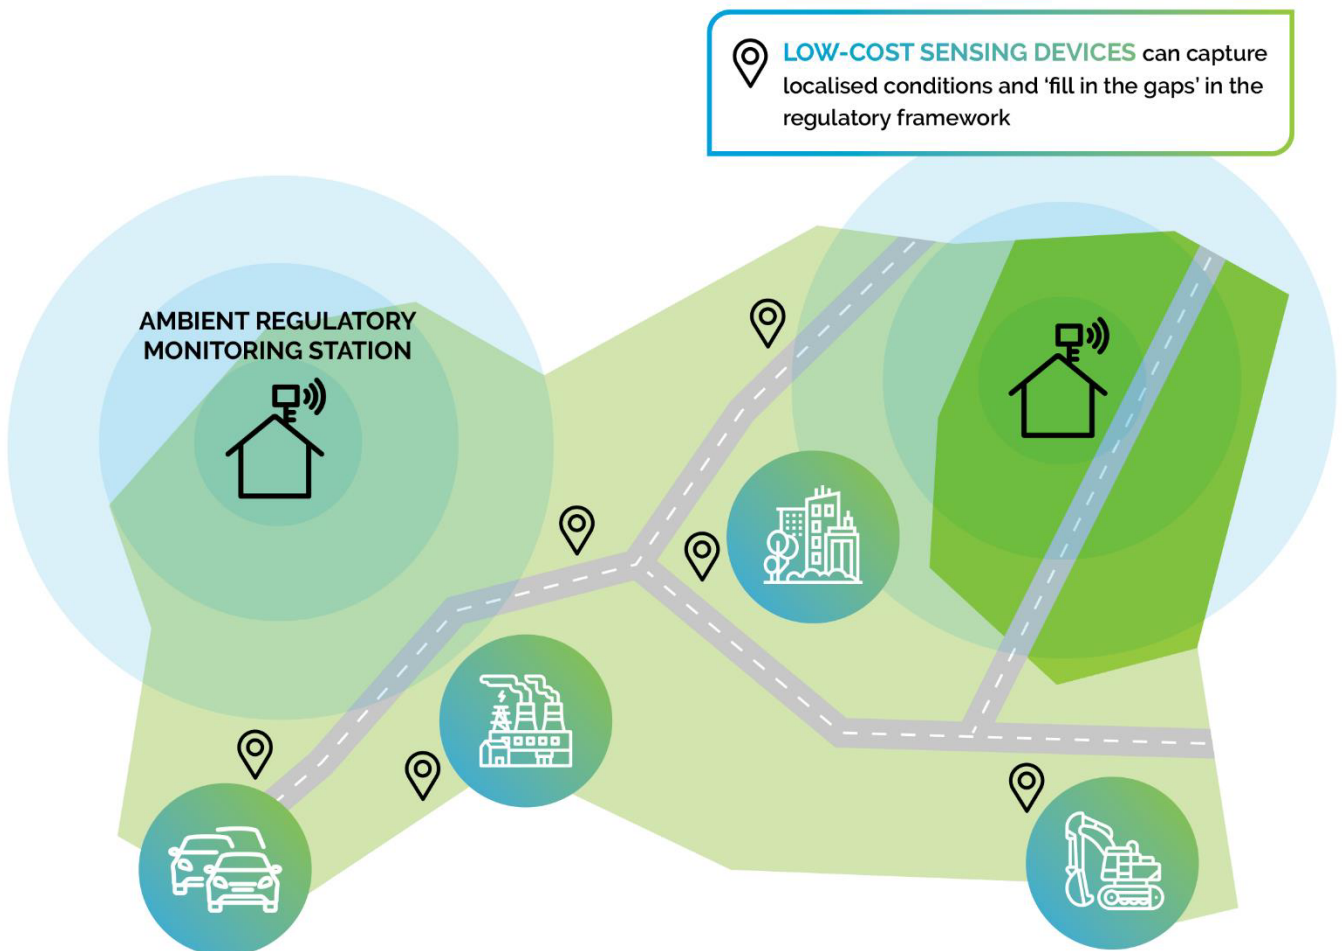 LOW-COST SENSING DEVICES can capture
localised conditions and ‘fill in the gaps’ in the
regulatory framework
AMBIENT REGULATORY
MONITORING STATION